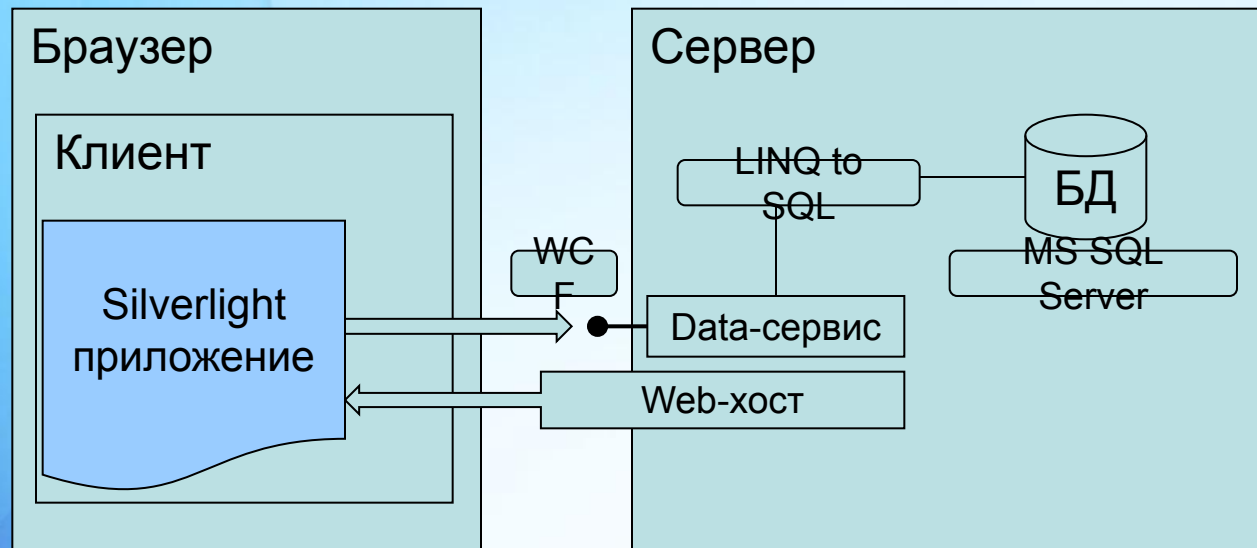 Браузер
Клиент
Silverlight
приложение
WC
F
Сервер
LINQ to
SQL
БД
MS SQL
Server
Data-сервис
Web-хост